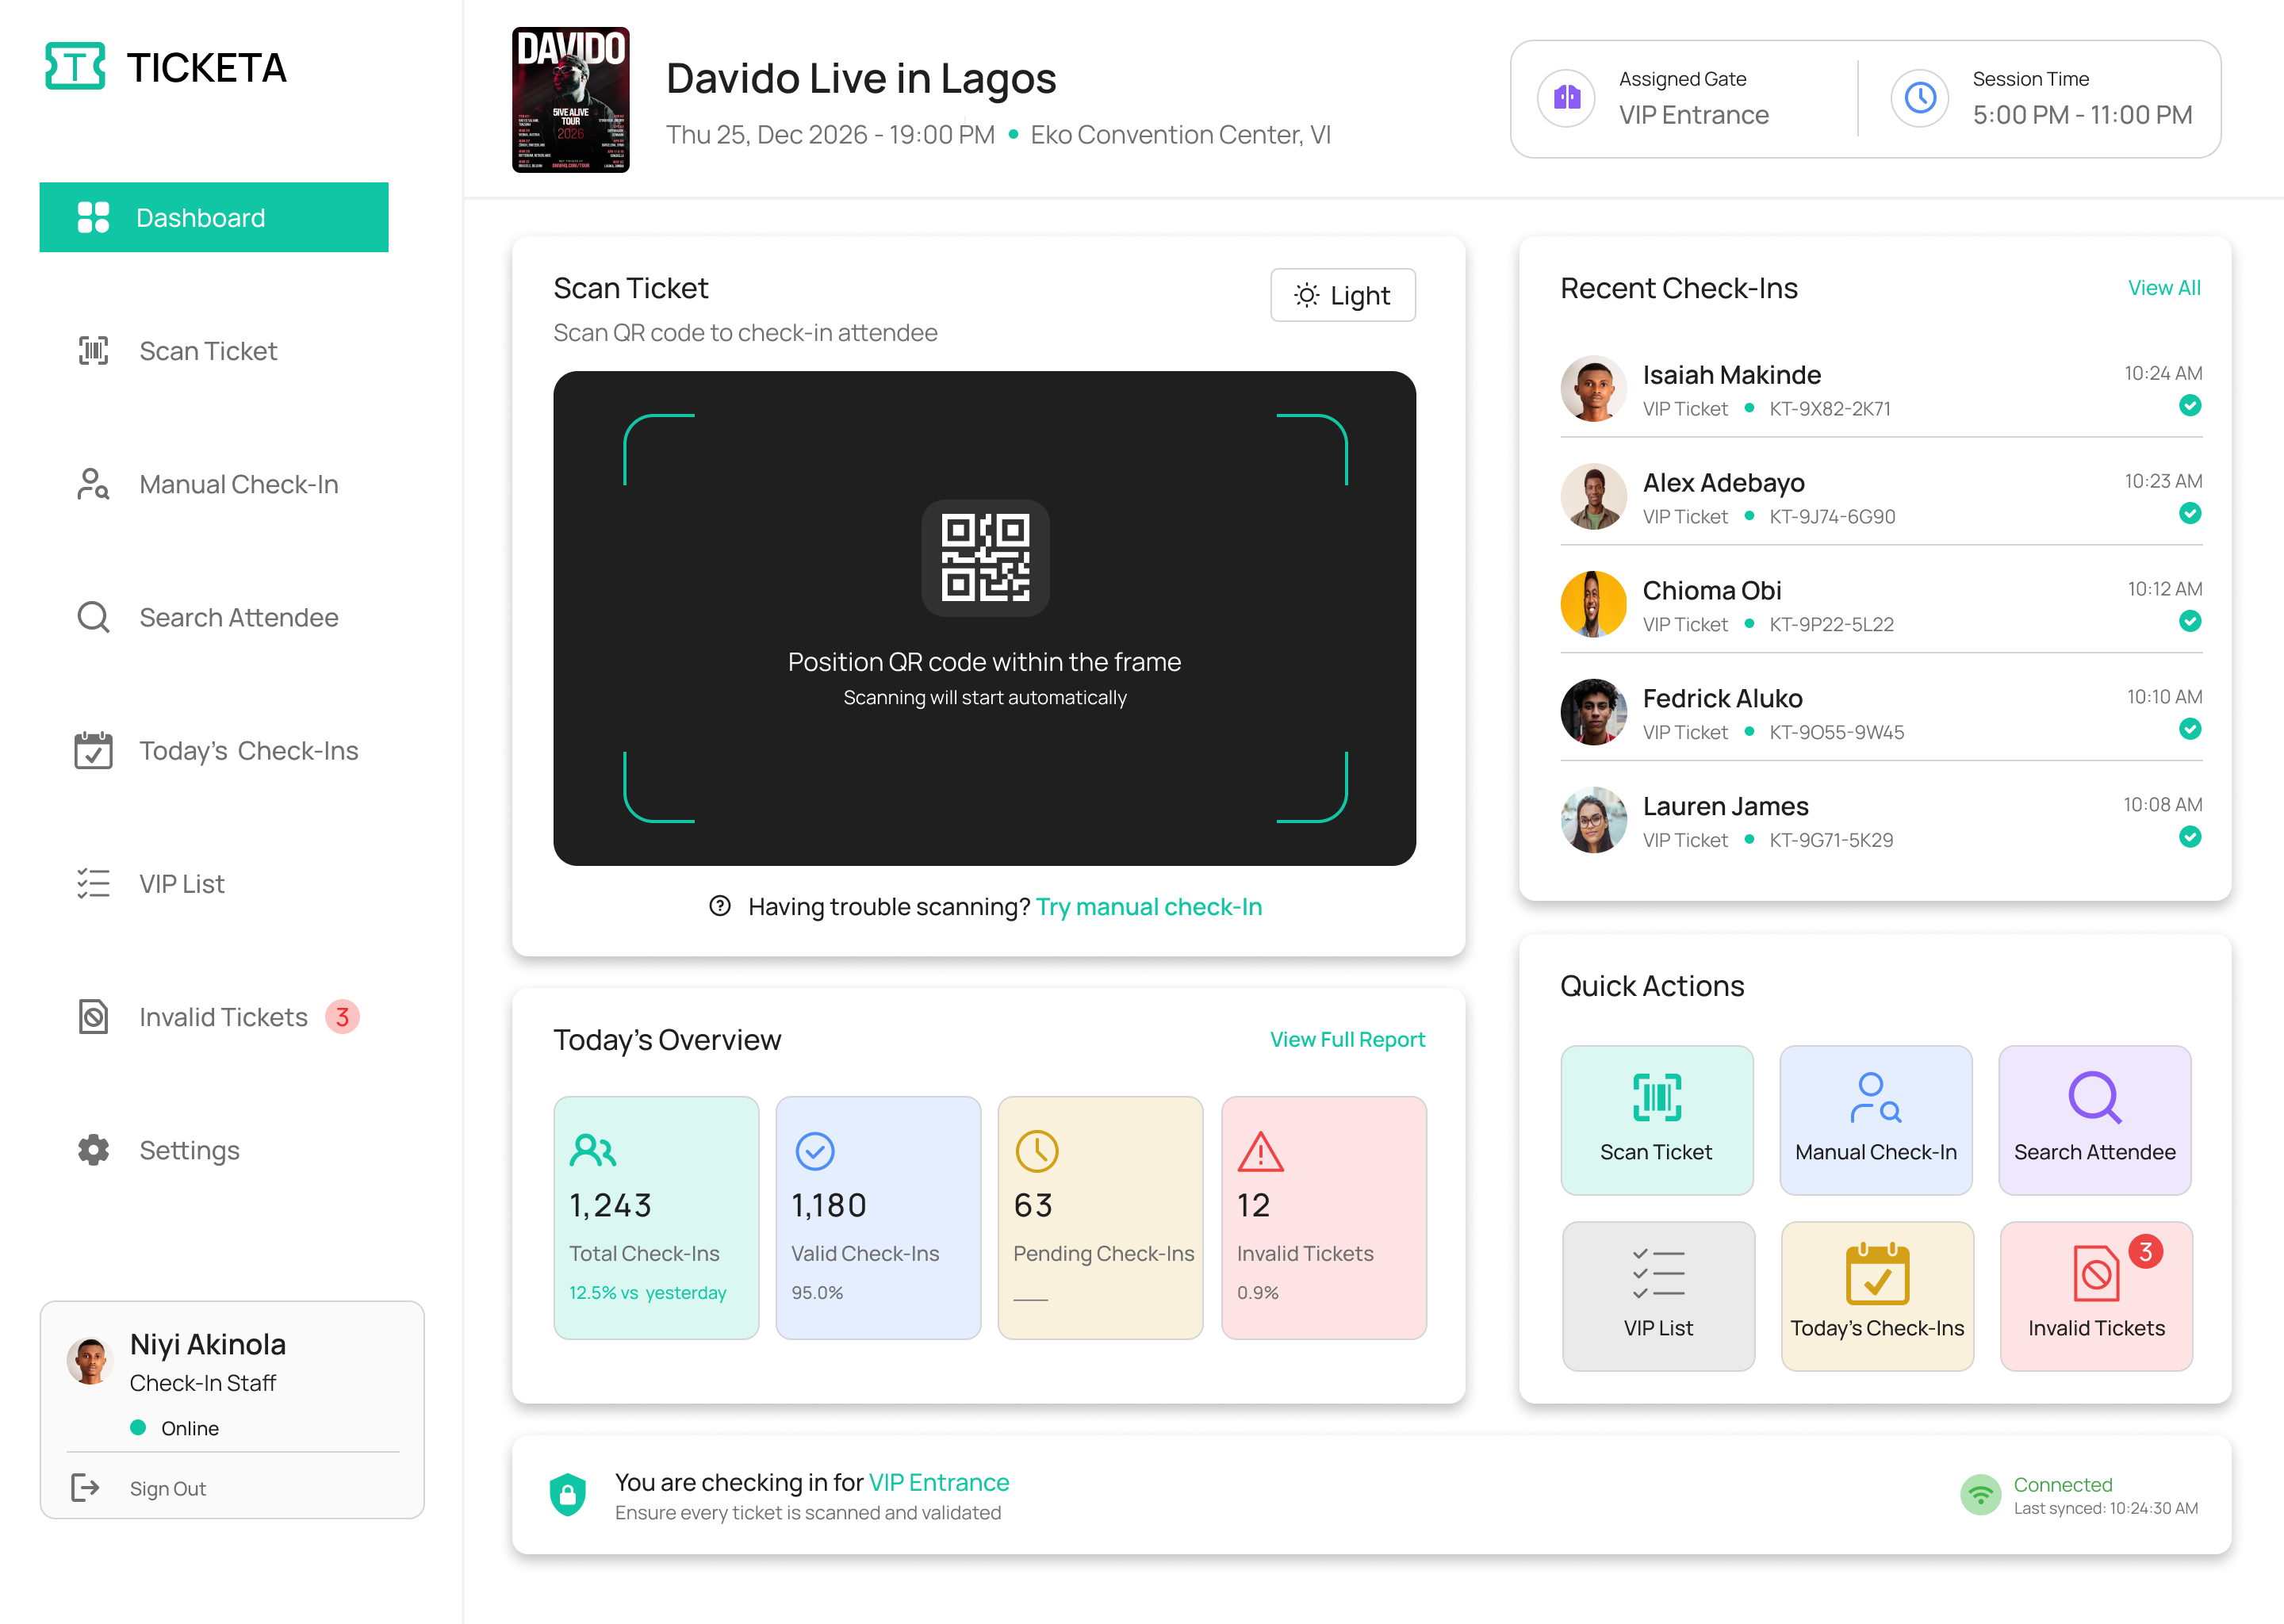 TICKETA
Dashboard
Scan Ticket
Manual Check-In
Search Attendee
Today's Check-Ins
VIP List
Invalid Tickets 3
Settings
Niyi Akinola
Check-In Staff
Online
Sign Out
DAVIDO
5IVE ALIVE
TOUR
2026
Davido Live in Lagos
Thu 25, Dec 2026 - 19:00 PM • Eko Convention Center, VI
Assigned Gate
VIP Entrance
Session Time
5:00 PM - 11:00 PM
Scan Ticket
Scan QR code to check-in attendee
Light
Position QR code within the frame
Scanning will start automatically
Having trouble scanning? Try manual check-In
Today's Overview
View Full Report
1,243
Total Check-Ins
12.5% vs yesterday
1,180
Valid Check-Ins
95.0%
63
Pending Check-Ins
12
Invalid Tickets
0.9%
Recent Check-Ins
View All
Isaiah Makinde
10:24 AM
VIP Ticket • KT-9X82-2K71
Alex Adebayo
10:23 AM
VIP Ticket • KT-9J74-6G90
Chioma Obi
10:12 AM
VIP Ticket • KT-9P22-5L22
Fedrick Aluko
10:10 AM
VIP Ticket • KT-9O55-9W45
Lauren James
10:08 AM
VIP Ticket • KT-9G71-5K29
Quick Actions
Scan Ticket
Manual Check-In
Search Attendee
VIP List
Today's Check-Ins
3
Invalid Tickets
You are checking in for VIP Entrance
Ensure every ticket is scanned and validated
Connected
Last synced: 10:24:30 AM